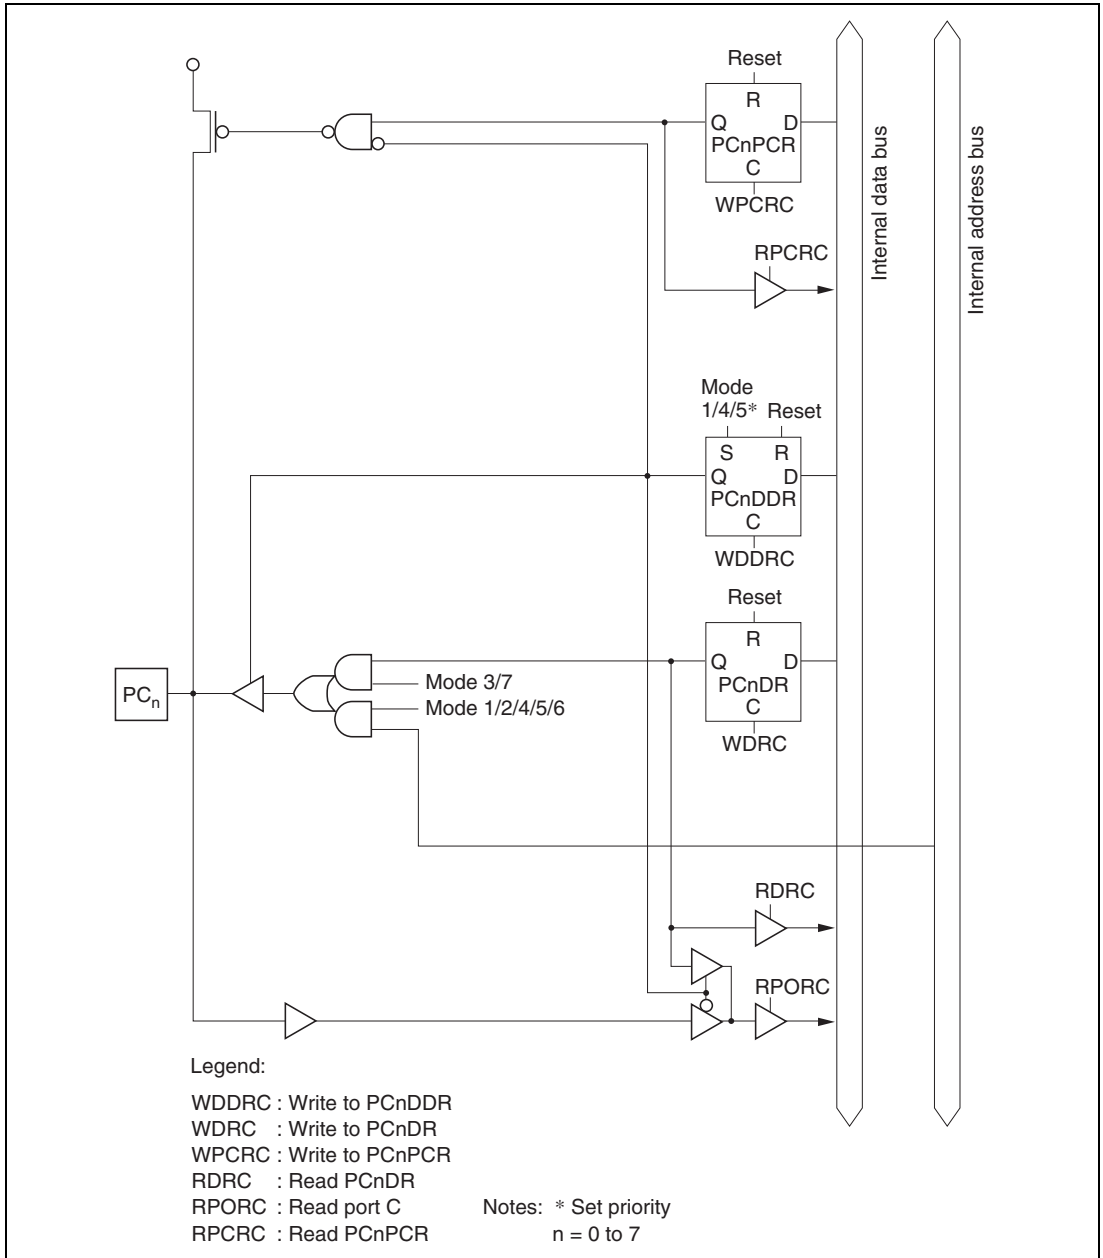 Reset
R
Q D
PCnPCR
C
WPCRC
RPCRC
Internal data bus
Internal address bus
Mode
1/4/5* Reset
S R
Q D
PCnDDR
C
WDDRC
Reset
R
Q D
PCnDR
C
WDRC
PCn
Mode 3/7
Mode 1/2/4/5/6
RDRC
RPORC
Legend:
WDDRC : Write to PCnDDR
WDRC : Write to PCnDR
WPCRC : Write to PCnPCR
RDRC : Read PCnDR
RPORC : Read port C Notes: * Set priority
RPCRC : Read PCnPCR n = 0 to 7